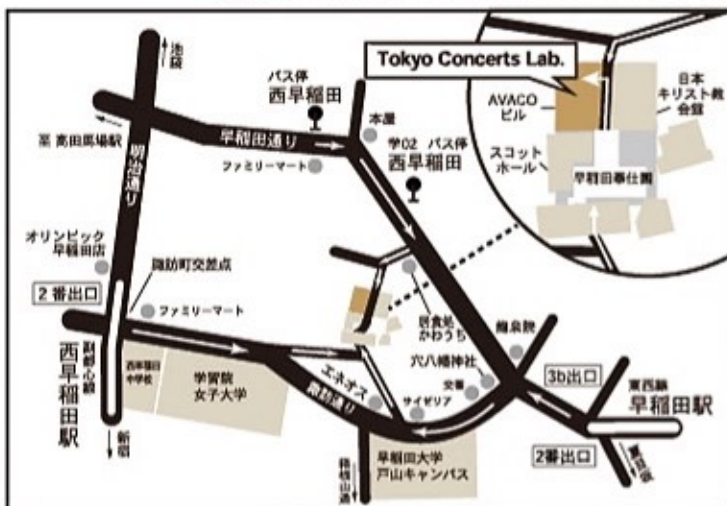 池袋
バス停
西早稲田
Tokyo Concerts Lab.
AVACO
ビル
日本
キリスト教
会館
スコット
ホール
早稲田奉仕園
至 高田馬場駅
明治通り
早稲田通り
ファミリーマート
本屋
学02 バス停
西早稲田
オリンピック
早稲田店
2番出口
諏訪町交差点
ファミリーマート
副都心線
西早稲田駅
新宿
西早稲田
中学校
学習院
女子大学
諏訪通り
エネオス
サイゼリア
交番
穴八幡神社
居食処
かわうち
龍泉院
3b出口
東西線
早稲田駅
2番出口
早稲田大学
戸山キャンパス
箱根山通